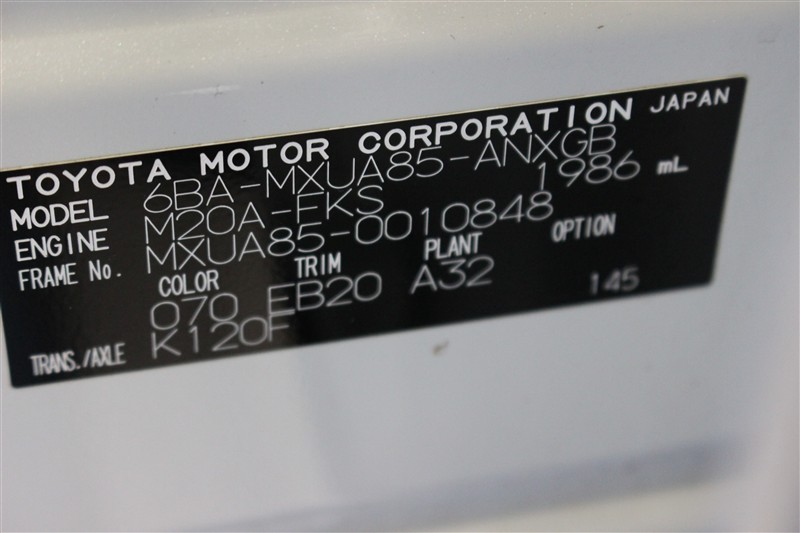 TOYOTA MOTOR CORPORATION JAPAN
MODEL 6BA-MXUA85-ANXGB
ENGINE M20A-FKS 1986 mL
FRAME No. MXUA85-0010848
COLOR TRIM PLANT OPTION
070 EB20 A32 145
TRANS./AXLE K120F